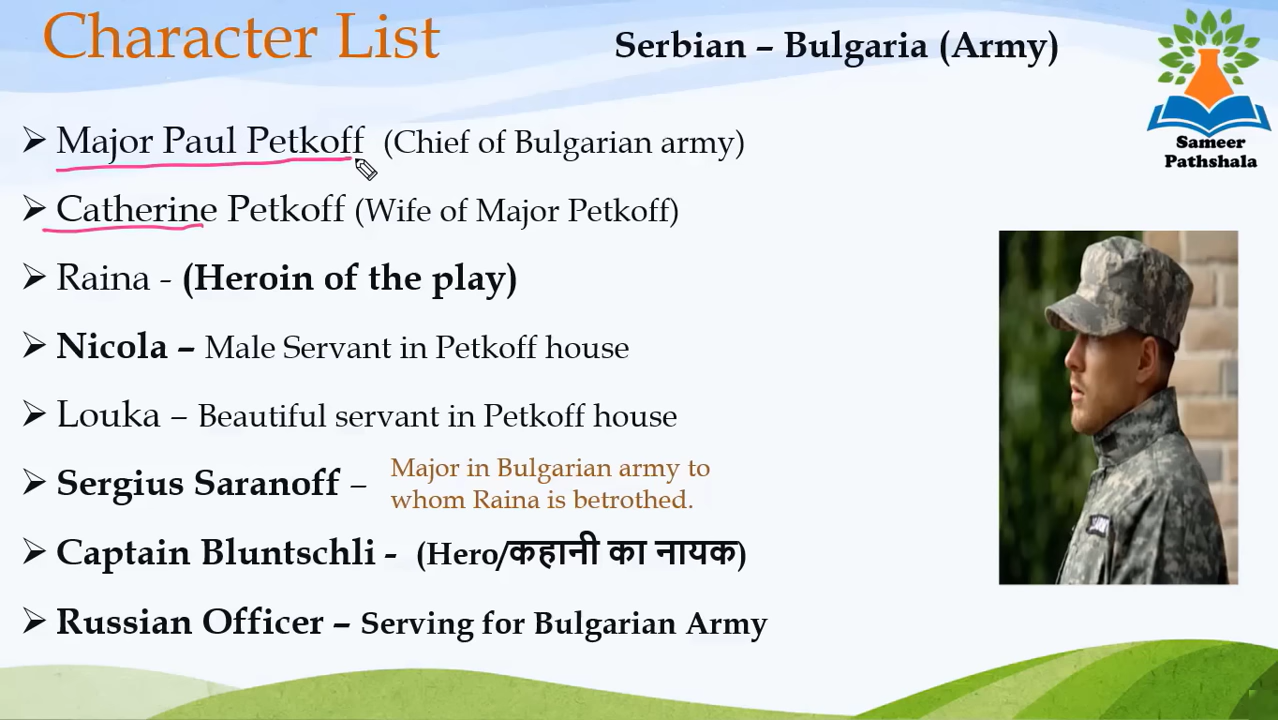 Character List
Serbian – Bulgaria (Army)
Sameer
Pathshala
➢ Major Paul Petkoff (Chief of Bulgarian army)
➢ Catherine Petkoff (Wife of Major Petkoff)
➢ Raina - (Heroin of the play)
➢ Nicola – Male Servant in Petkoff house
➢ Louka – Beautiful servant in Petkoff house
➢ Sergius Saranoff – Major in Bulgarian army to
whom Raina is betrothed.
➢ Captain Bluntschli - (Hero/कहानी का नायक)
➢ Russian Officer – Serving for Bulgarian Army